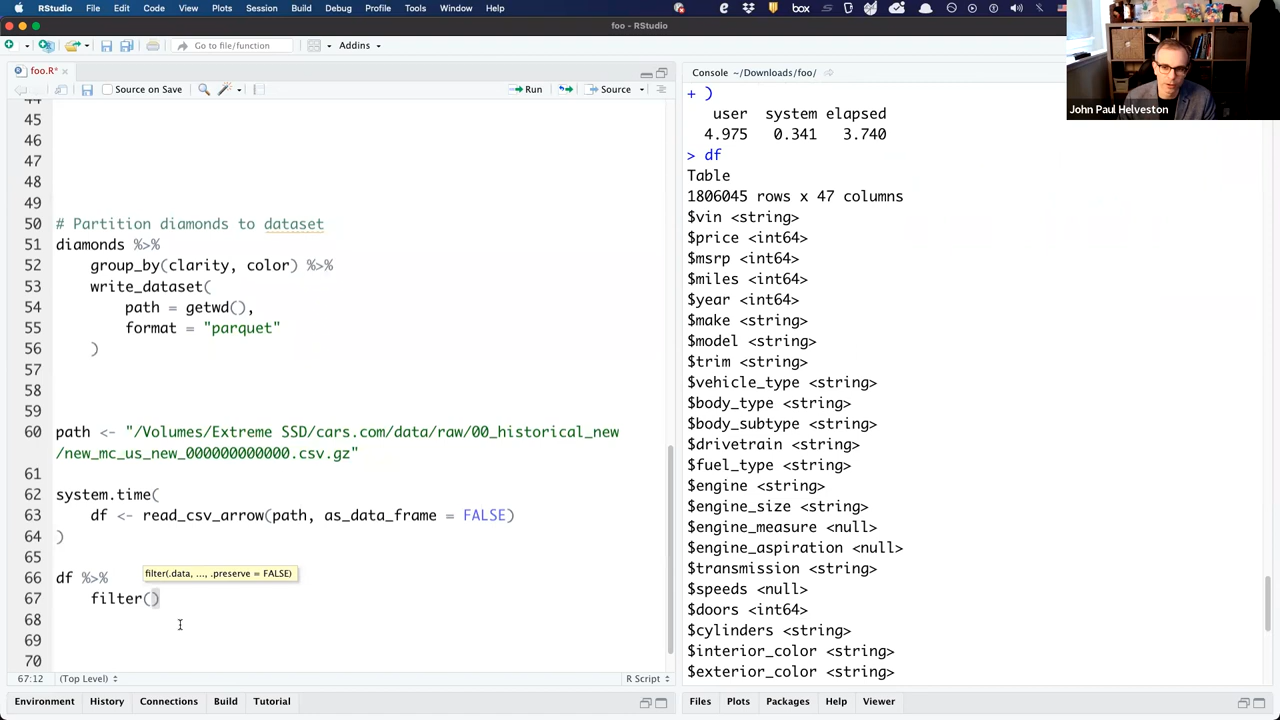 RStudio File Edit Code View Plots Session Build Debug Profile Tools Window Help
box
foo - RStudio
Go to file/function
Addins
foo.R*
Source on Save
Run
Source
44
45
46
47
48
49
50 # Partition diamonds to dataset
51 diamonds %>%
52 group_by(clarity, color) %>%
53 write_dataset(
54 path = getwd(),
55 format = "parquet"
56 )
57
58
59
60 path <- "/Volumes/Extreme SSD/cars.com/data/raw/00_historical_new
/new_mc_us_new_000000000000.csv.gz"
61
62 system.time(
63 df <- read_csv_arrow(path, as_data_frame = FALSE)
64 )
65
66 df %>%
filter(.data, ..., .preserve = FALSE)
67 filter()
68
69
70
67:12 (Top Level) R Script
Environment History Connections Build Tutorial
Console ~/Downloads/foo/
+ )
user system elapsed
4.975 0.341 3.740
> df
Table
1806045 rows x 47 columns
$vin <string>
$price <int64>
$msrp <int64>
$miles <int64>
$year <int64>
$make <string>
$model <string>
$trim <string>
$vehicle_type <string>
$body_type <string>
$body_subtype <string>
$drivetrain <string>
$fuel_type <string>
$engine <string>
$engine_size <string>
$engine_measure <null>
$engine_aspiration <null>
$transmission <string>
$speeds <null>
$doors <int64>
$cylinders <string>
$interior_color <string>
$exterior_color <string>
Files Plots Packages Help Viewer
John Paul Helveston